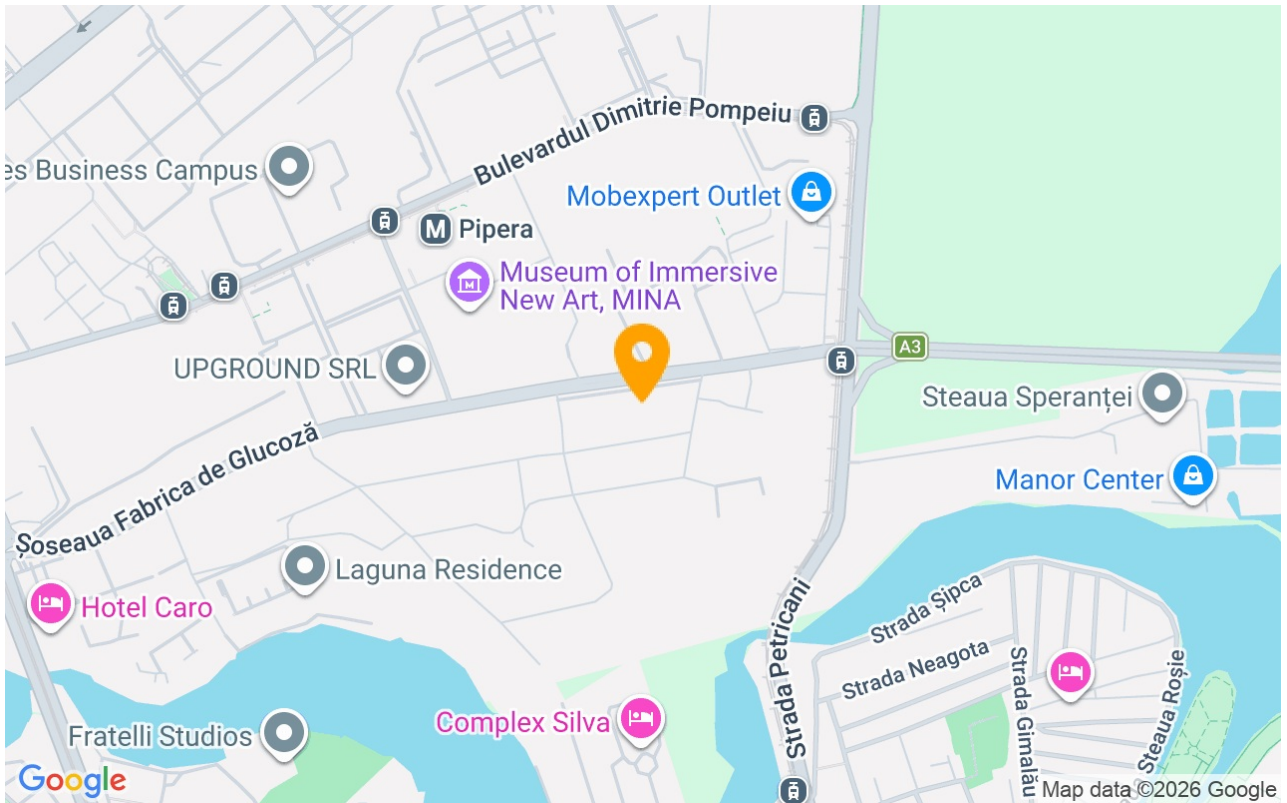 Bulevardul Dimitrie Pompeiu
es Business Campus
Mobexpert Outlet
M Pipera
Museum of Immersive
New Art, MINA
A3
UPGROUND SRL
Steaua Speranței
Șoseaua Fabrica de Glucoză
Manor Center
Laguna Residence
Hotel Caro
Strada Șipca
Strada Petricani
Strada Neagota
Strada Gimalău
Steaua Roșie
Complex Silva
Fratelli Studios
Google
Map data ©2026 Google